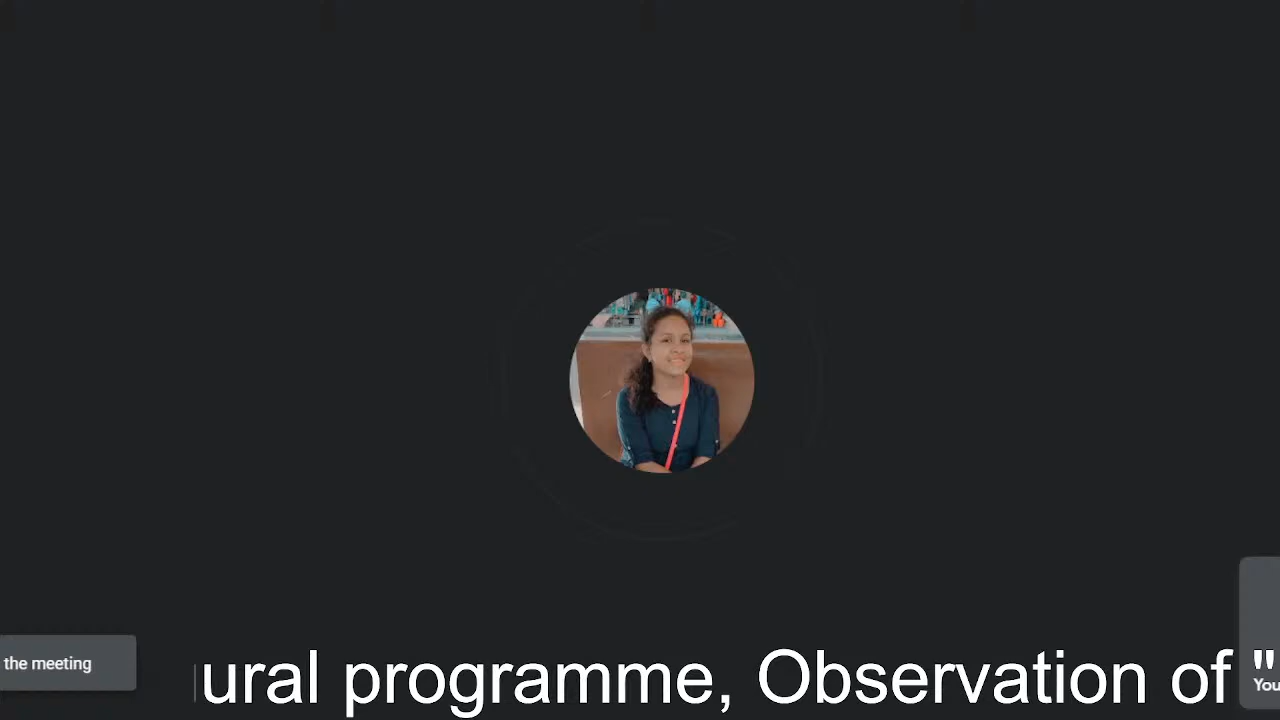 the meeting
ural programme, Observation of "
You